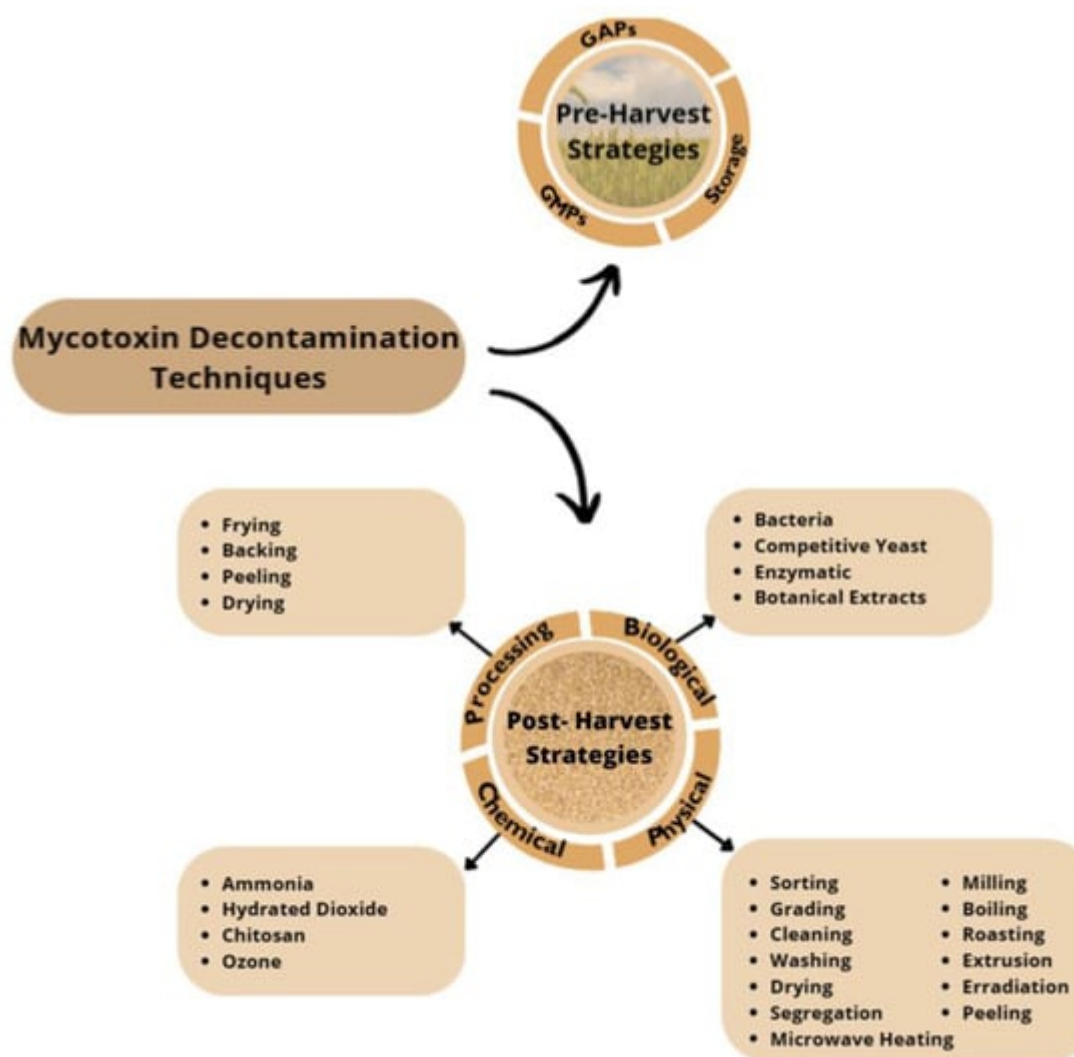 GAPs
Pre-Harvest
Strategies
Storage
GMPs
Mycotoxin Decontamination
Techniques
• Frying
• Backing
• Peeling
• Drying
• Bacteria
• Competitive Yeast
• Enzymatic
• Botanical Extracts
Processing
Biological
Post- Harvest
Strategies
Chemical
Physical
• Ammonia
• Hydrated Dioxide
• Chitosan
• Ozone
• Sorting
• Grading
• Cleaning
• Washing
• Drying
• Segregation
• Microwave Heating
• Milling
• Boiling
• Roasting
• Extrusion
• Erradiation
• Peeling